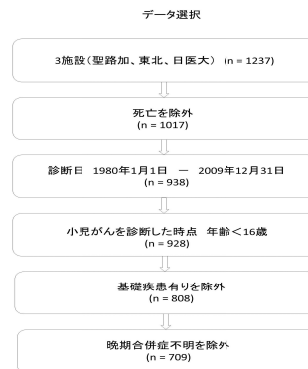 データ選択
3施設(聖路加、東北、日医大) (n = 1237)
死亡を除外
(n = 1017)
診断日 1980年1月1日 ー 2009年12月31日
(n = 938)
小児がんを診断した時点 年齢<16歳
(n = 928)
基礎疾患有りを除外
(n = 808)
晩期合併症不明を除外
(n = 709)